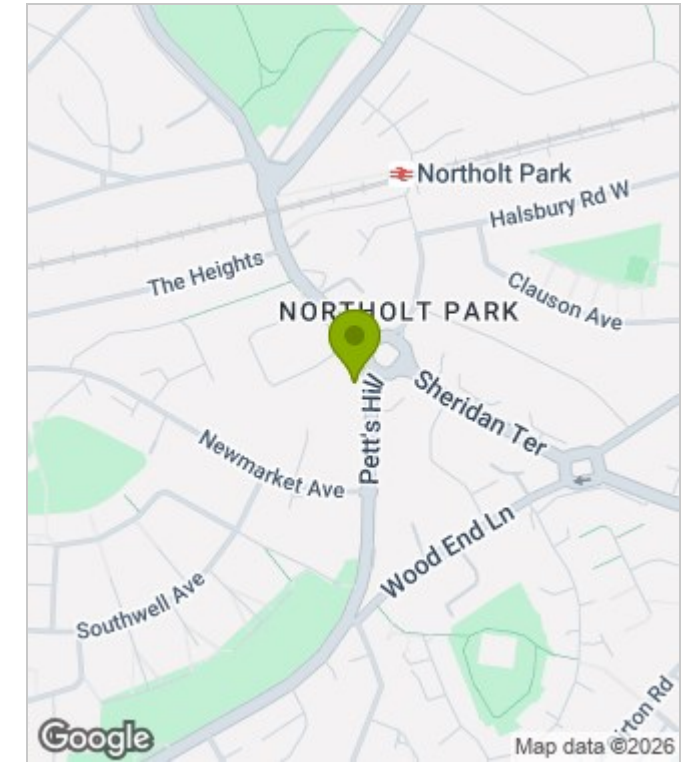 Northolt Park
Halsbury Rd W
The Heights
Clauson Ave
NORTHOLT PARK
Pett's Hill
Sheridan Ter
Newmarket Ave
Wood End Ln
Southwell Ave
Google
Map data ©2026